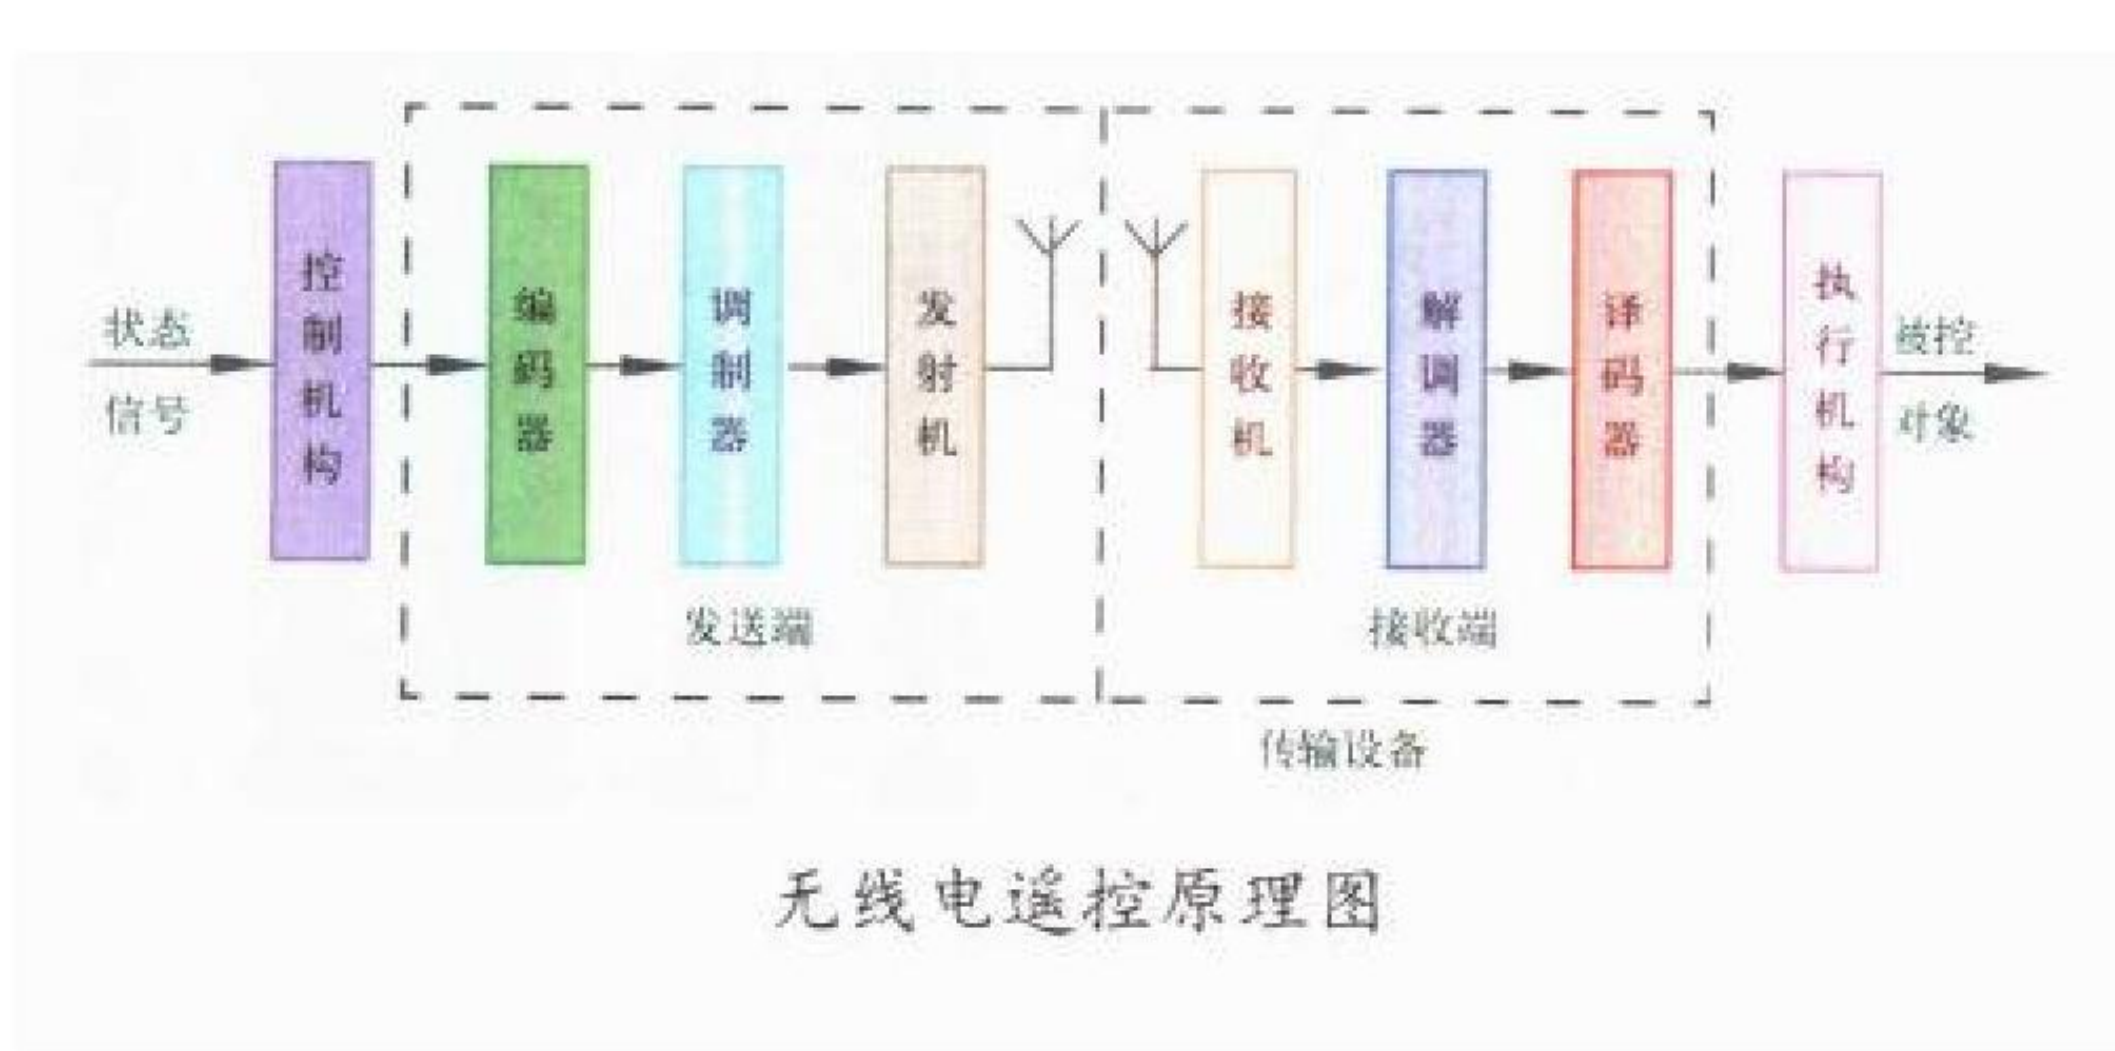 状态
信号
控制机构
编码器
调制器
发射机
接收机
解调器
译码器
执行机构
被控
对象
发送端
接收端
传输设备
无线电遥控原理图